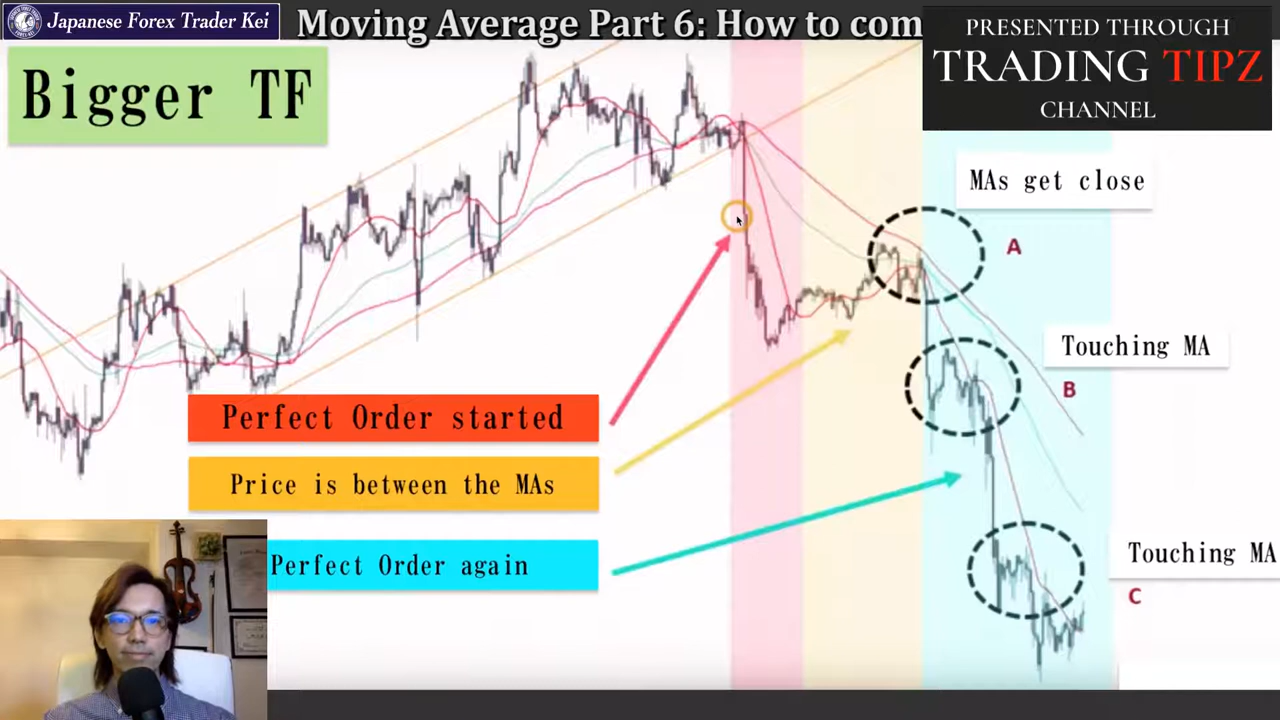 Japanese Forex Trader Kei
Moving Average Part 6: How to com
PRESENTED THROUGH
TRADING TIPZ
CHANNEL
Bigger TF
MAs get close
A
Touching MA
B
Perfect Order started
Price is between the MAs
Perfect Order again
Touching MA
C